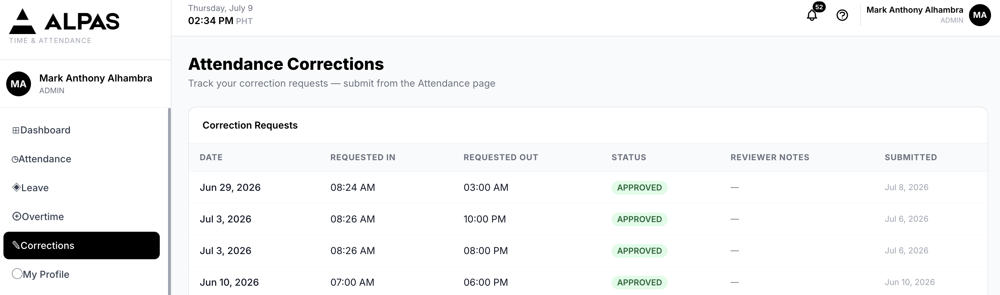 ALPAS
TIME & ATTENDANCE
Thursday, July 9
02:34 PM PHT
52
Mark Anthony Alhambra
ADMIN
MA
MA
Mark Anthony Alhambra
ADMIN
Dashboard
Attendance
Leave
Overtime
Corrections
My Profile
Attendance Corrections
Track your correction requests — submit from the Attendance page
Correction Requests
DATE REQUESTED IN REQUESTED OUT STATUS REVIEWER NOTES SUBMITTED
Jun 29, 2026 08:24 AM 03:00 AM APPROVED — Jul 8, 2026
Jul 3, 2026 08:26 AM 10:00 PM APPROVED — Jul 6, 2026
Jul 3, 2026 08:26 AM 08:00 PM APPROVED — Jul 6, 2026
Jun 10, 2026 07:00 AM 06:00 PM APPROVED — Jun 10, 2026